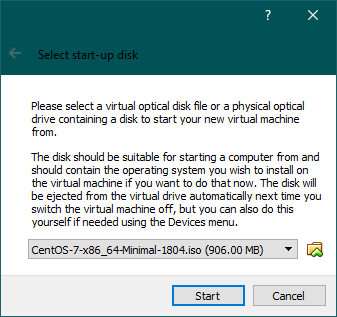 ?
Select start-up disk
Please select a virtual optical disk file or a physical optical
drive containing a disk to start your new virtual machine
from.
The disk should be suitable for starting a computer from and
should contain the operating system you wish to install on
the virtual machine if you want to do that now. The disk will
be ejected from the virtual drive automatically next time you
switch the virtual machine off, but you can also do this
yourself if needed using the Devices menu.
CentOS-7-x86_64-Minimal-1804.iso (906.00 MB)
Start Cancel